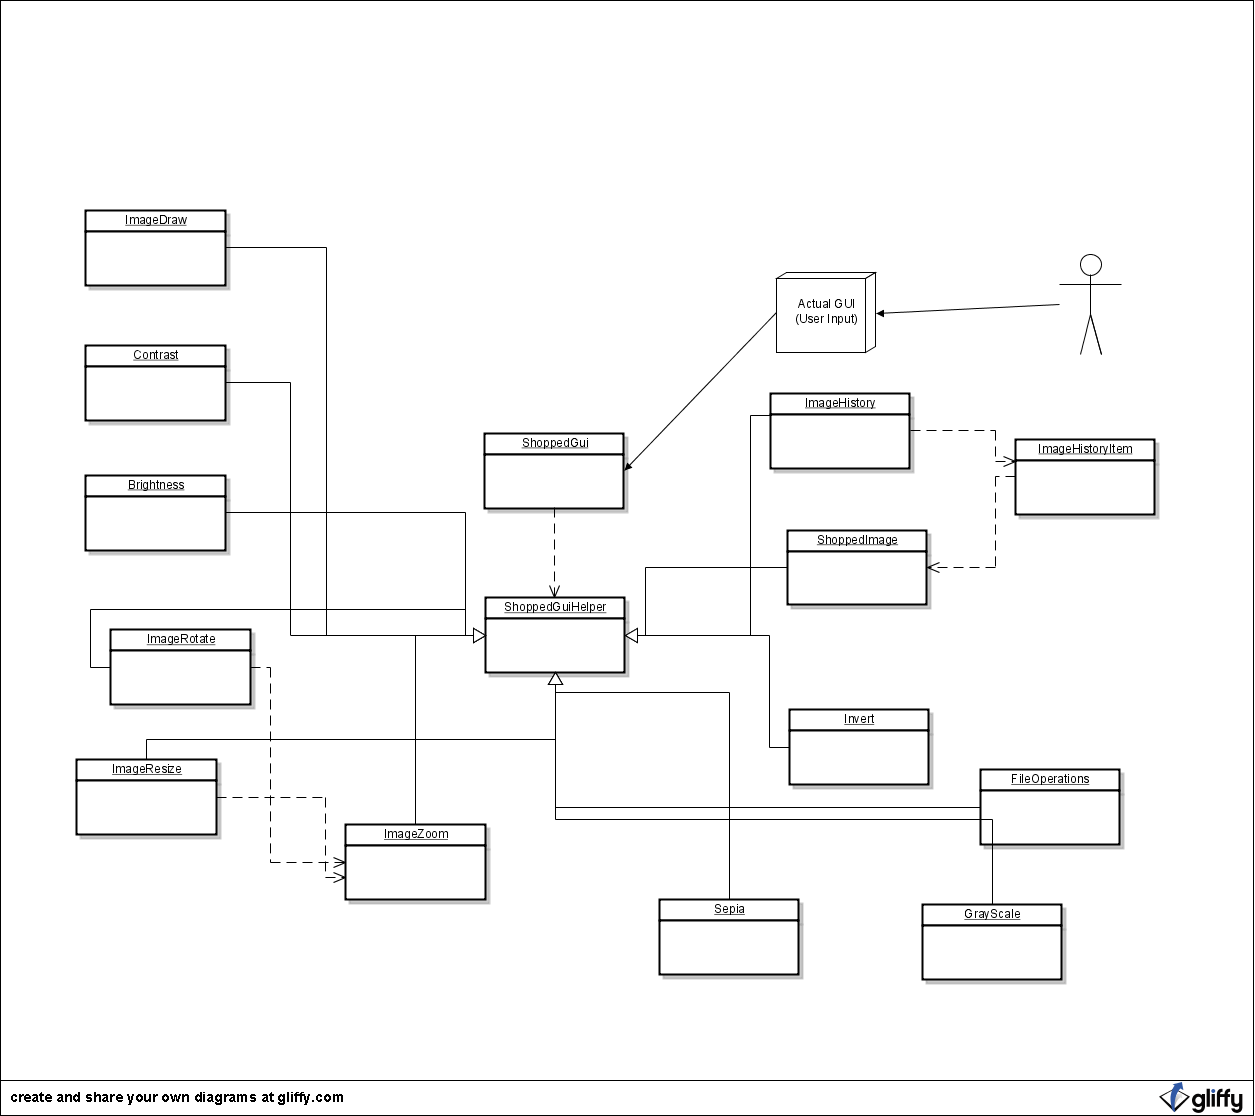 ImageDraw
Actual GUI
(User Input)
Contrast
ImageHistory
ShoppedGui
ImageHistoryItem
Brightness
ShoppedImage
ShoppedGuiHelper
ImageRotate
Invert
ImageResize
FileOperations
ImageZoom
Sepia
GrayScale
create and share your own diagrams at gliffy.com
gliffy